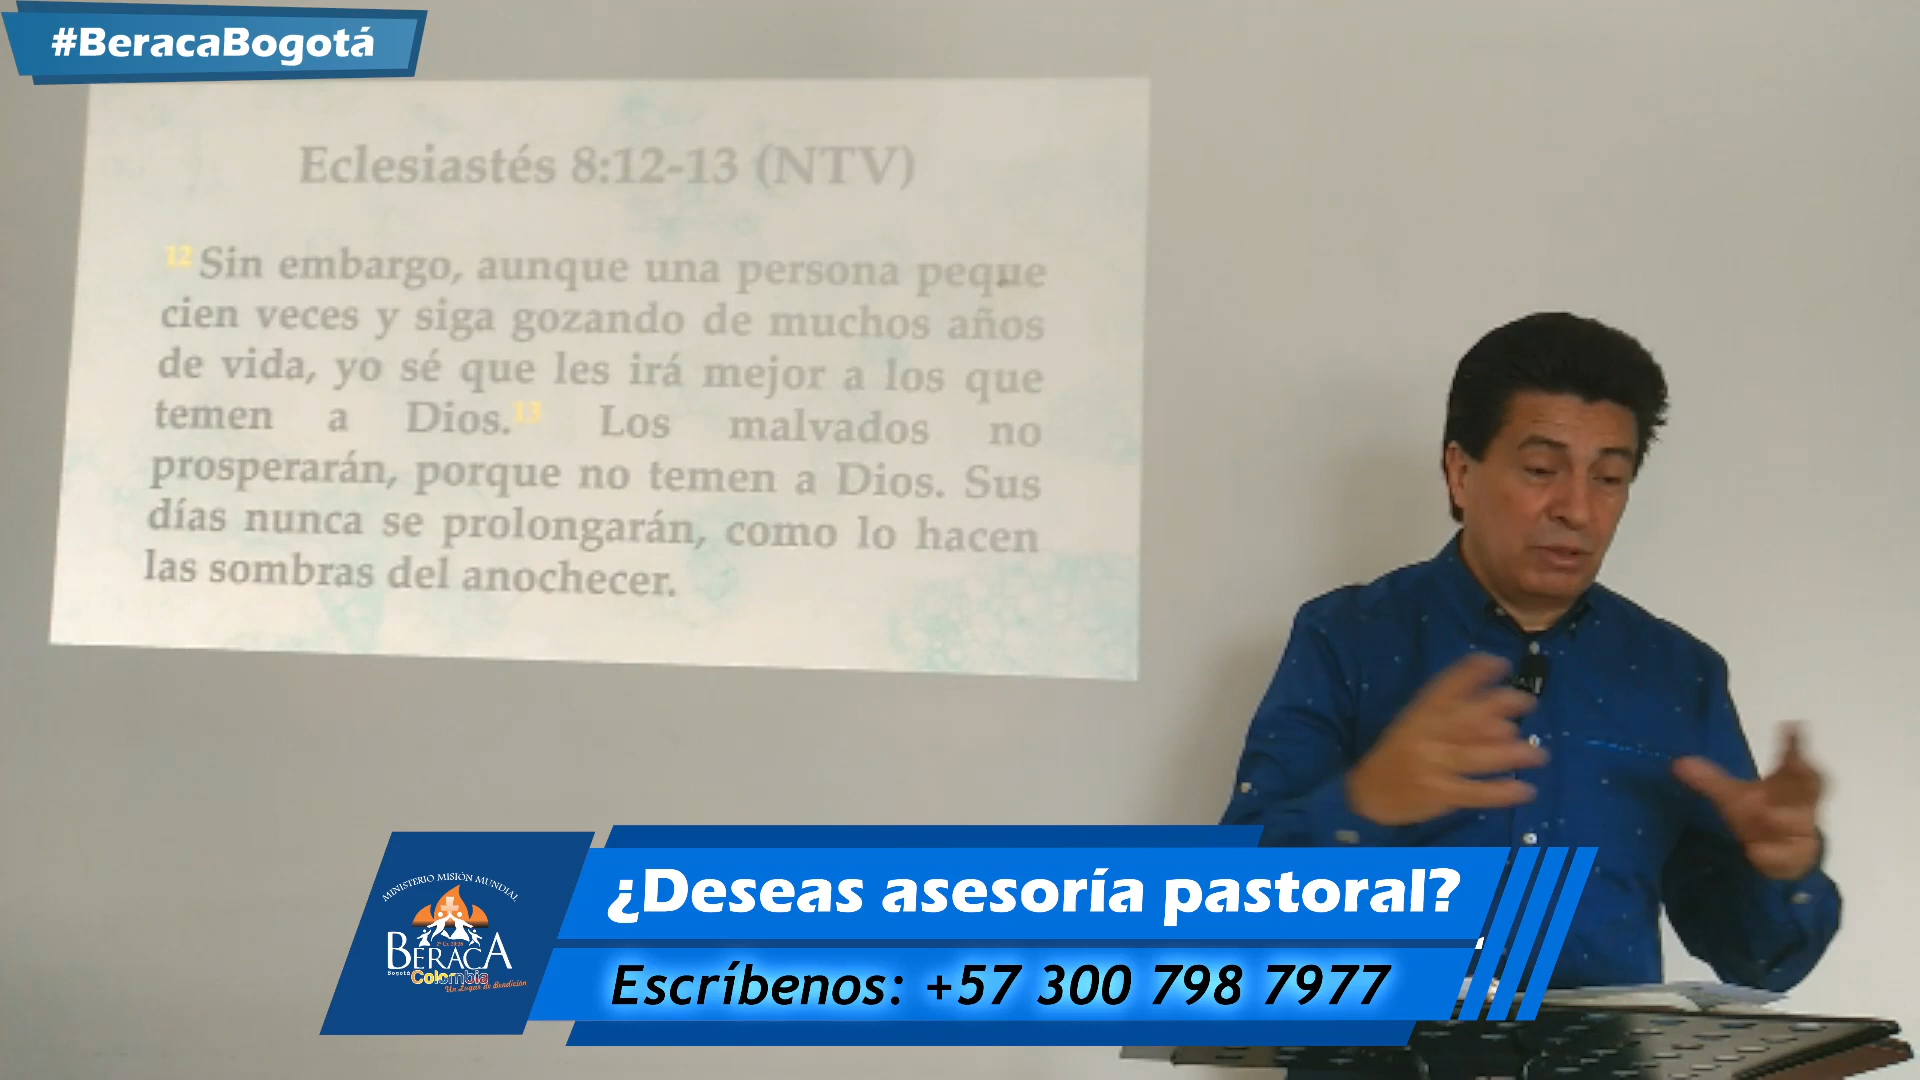 #BeracaBogotá
Eclesiastés 8:12-13 (NTV)
12 Sin embargo, aunque una persona peque
cien veces y siga gozando de muchos años
de vida, yo sé que les irá mejor a los que
temen a Dios.13 Los malvados no
prosperarán, porque no temen a Dios. Sus
días nunca se prolongarán, como lo hacen
las sombras del anochecer.
MINISTERIO MISIÓN MUNDIAL
BERACA
Bogotá Colombia
Un Lugar de Bendición
¿Deseas asesoría pastoral?
Escríbenos: +57 300 798 7977